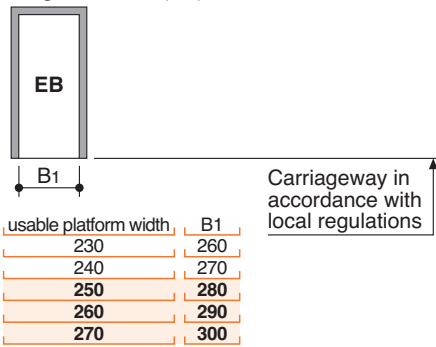 EB
B1
Carriageway in
accordance with
local regulations
usable platform width B1
230 260
240 270
250 280
260 290
270 300